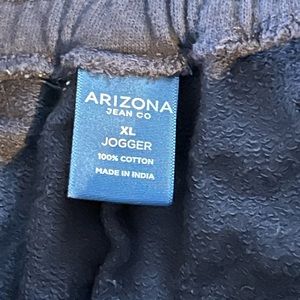 ARIZONA
JEAN CO
XL
JOGGER
100% COTTON
MADE IN INDIA